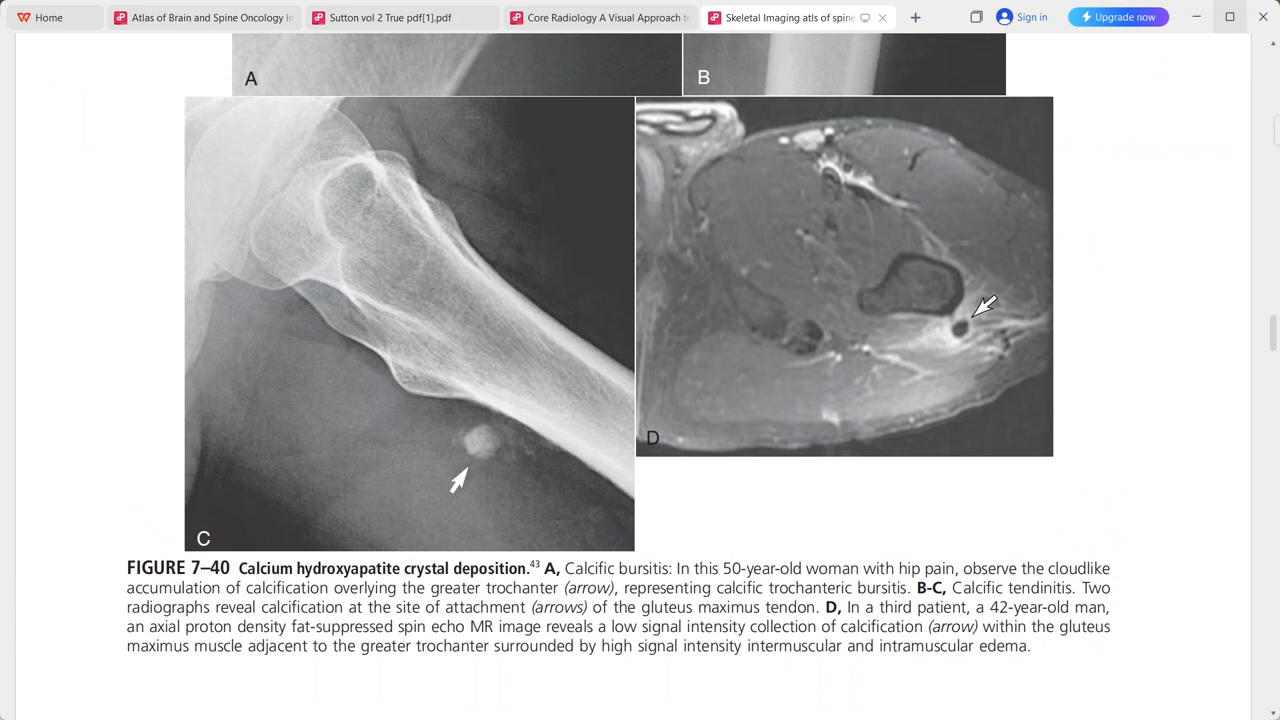 Home
Atlas of Brain and Spine Oncology I
Sutton vol 2 True pdf[1].pdf
Core Radiology A Visual Approach to
Skeletal Imaging atls of spine
Sign in
Upgrade now
A
B
C
D
FIGURE 7–40 Calcium hydroxyapatite crystal deposition.43 A, Calcific bursitis: In this 50-year-old woman with hip pain, observe the cloudlike
accumulation of calcification overlying the greater trochanter (arrow), representing calcific trochanteric bursitis. B-C, Calcific tendinitis. Two
radiographs reveal calcification at the site of attachment (arrows) of the gluteus maximus tendon. D, In a third patient, a 42-year-old man,
an axial proton density fat-suppressed spin echo MR image reveals a low signal intensity collection of calcification (arrow) within the gluteus
maximus muscle adjacent to the greater trochanter surrounded by high signal intensity intermuscular and intramuscular edema.